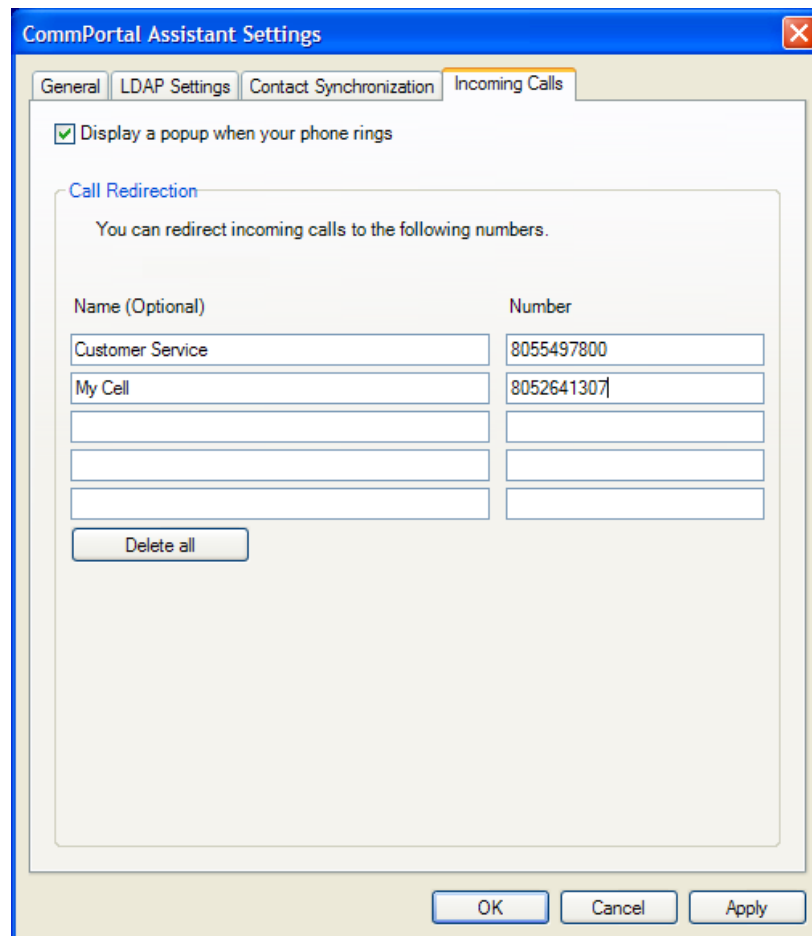 CommPortal Assistant Settings
General LDAP Settings Contact Synchronization Incoming Calls
Display a popup when your phone rings
Call Redirection
You can redirect incoming calls to the following numbers.
Name (Optional) Number
Customer Service 8055497800
My Cell 8052641307
Delete all
OK Cancel Apply